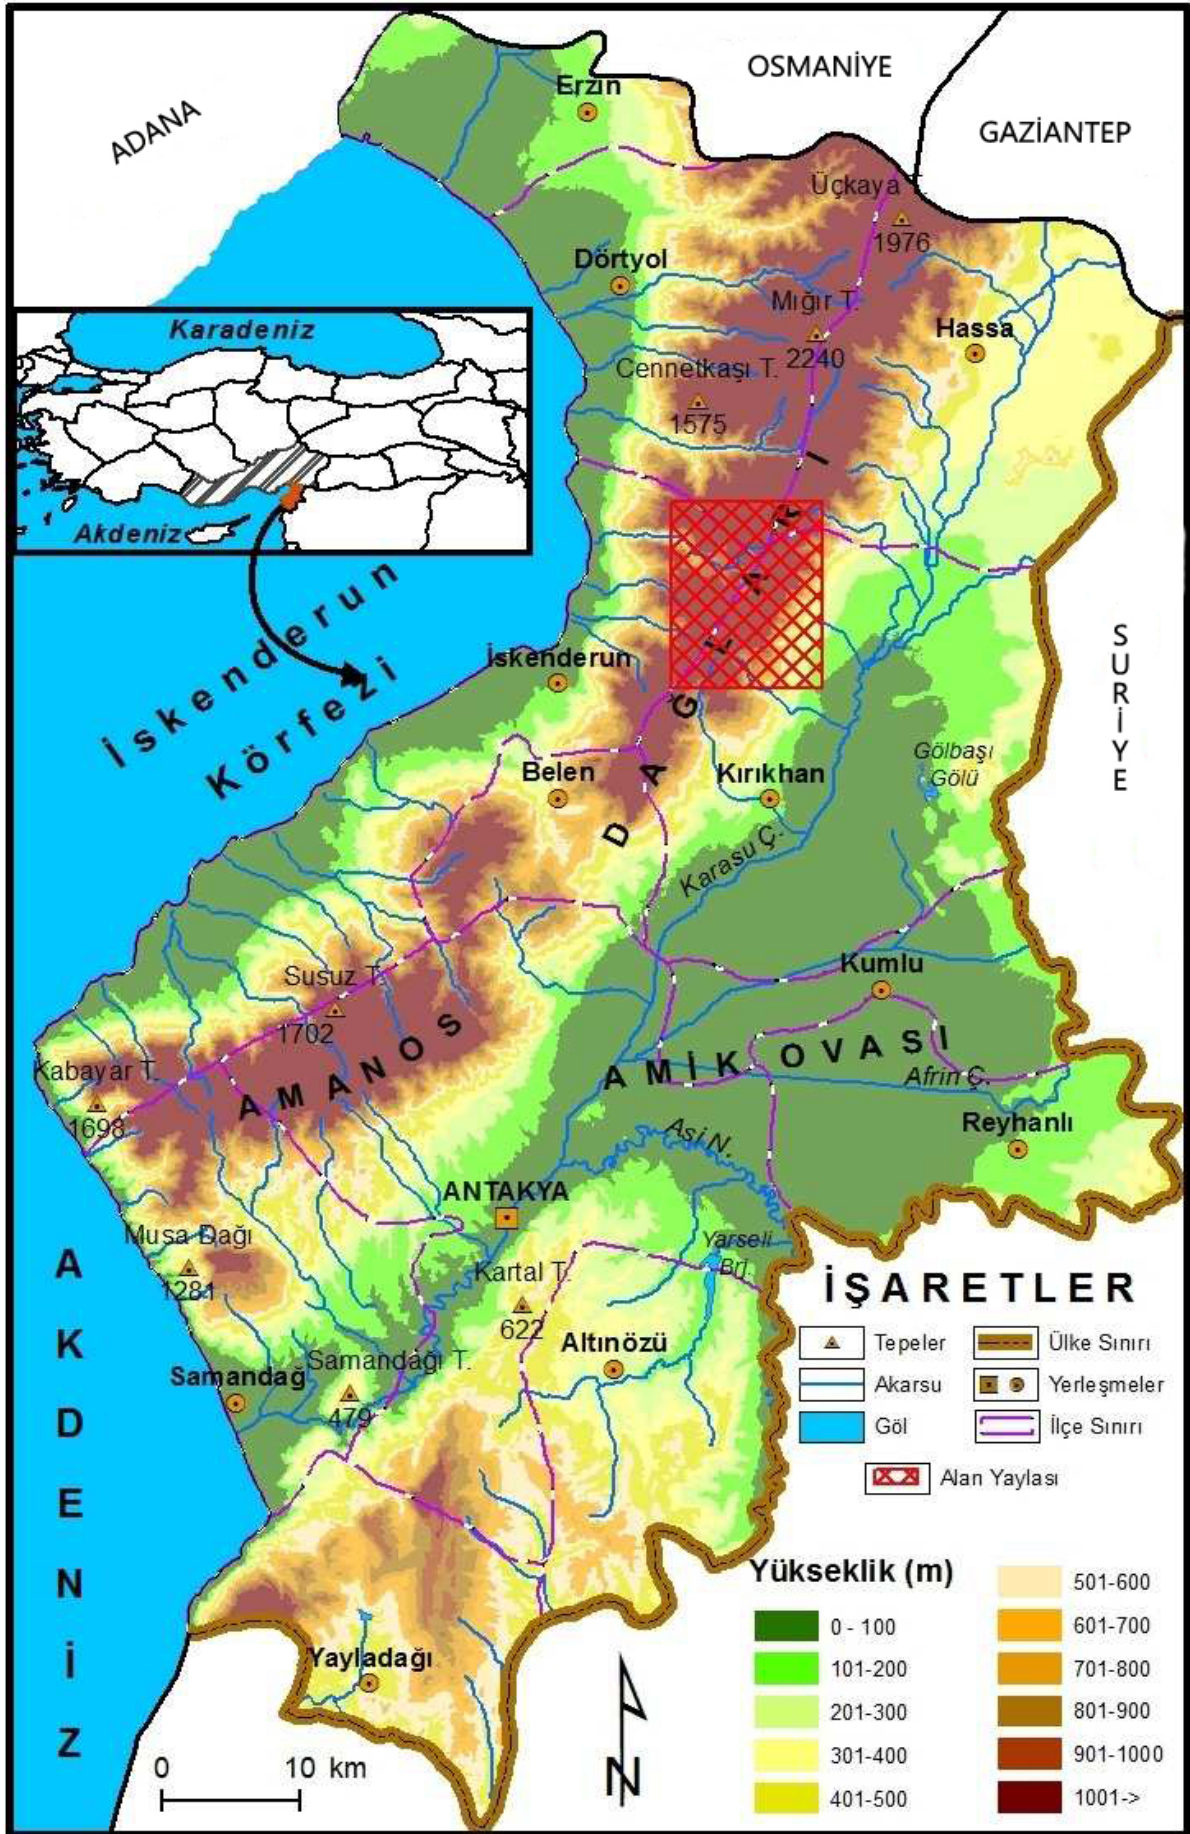 ADANA
OSMANİYE
GAZİANTEP
Erzin
Üçkaya
1976
Dörtyol
Mığır T.
2240
Hassa
Cennetkaşı T.
1575
Karadeniz
Akdeniz
İskenderun
Körfezi
İskenderun
SURİYE
Gölbaşı
Gölü
Belen
Kırıkhan
Karasu Ç.
AMANOS DAĞLARI
Kumlu
Susuz T.
1702
AMİK OVASI
Kabayar T.
1698
Afrin Ç.
Reyhanlı
Asi N.
ANTAKYA
Musa Dağı
1281
Yarseli
Brj
Kartal T.
622
Altınözü
Samandağı T.
479
Samandağ
AKDENİZ
Yayladağı
İŞARETLER
Tepeler
Ülke Sınırı
Akarsu
Yerleşmeler
Göl
İlçe Sınırı
Alan Yaylası
Yükseklik (m)
0 - 100
101-200
201-300
301-400
401-500
501-600
601-700
701-800
801-900
901-1000
1001->
0 10 km
N